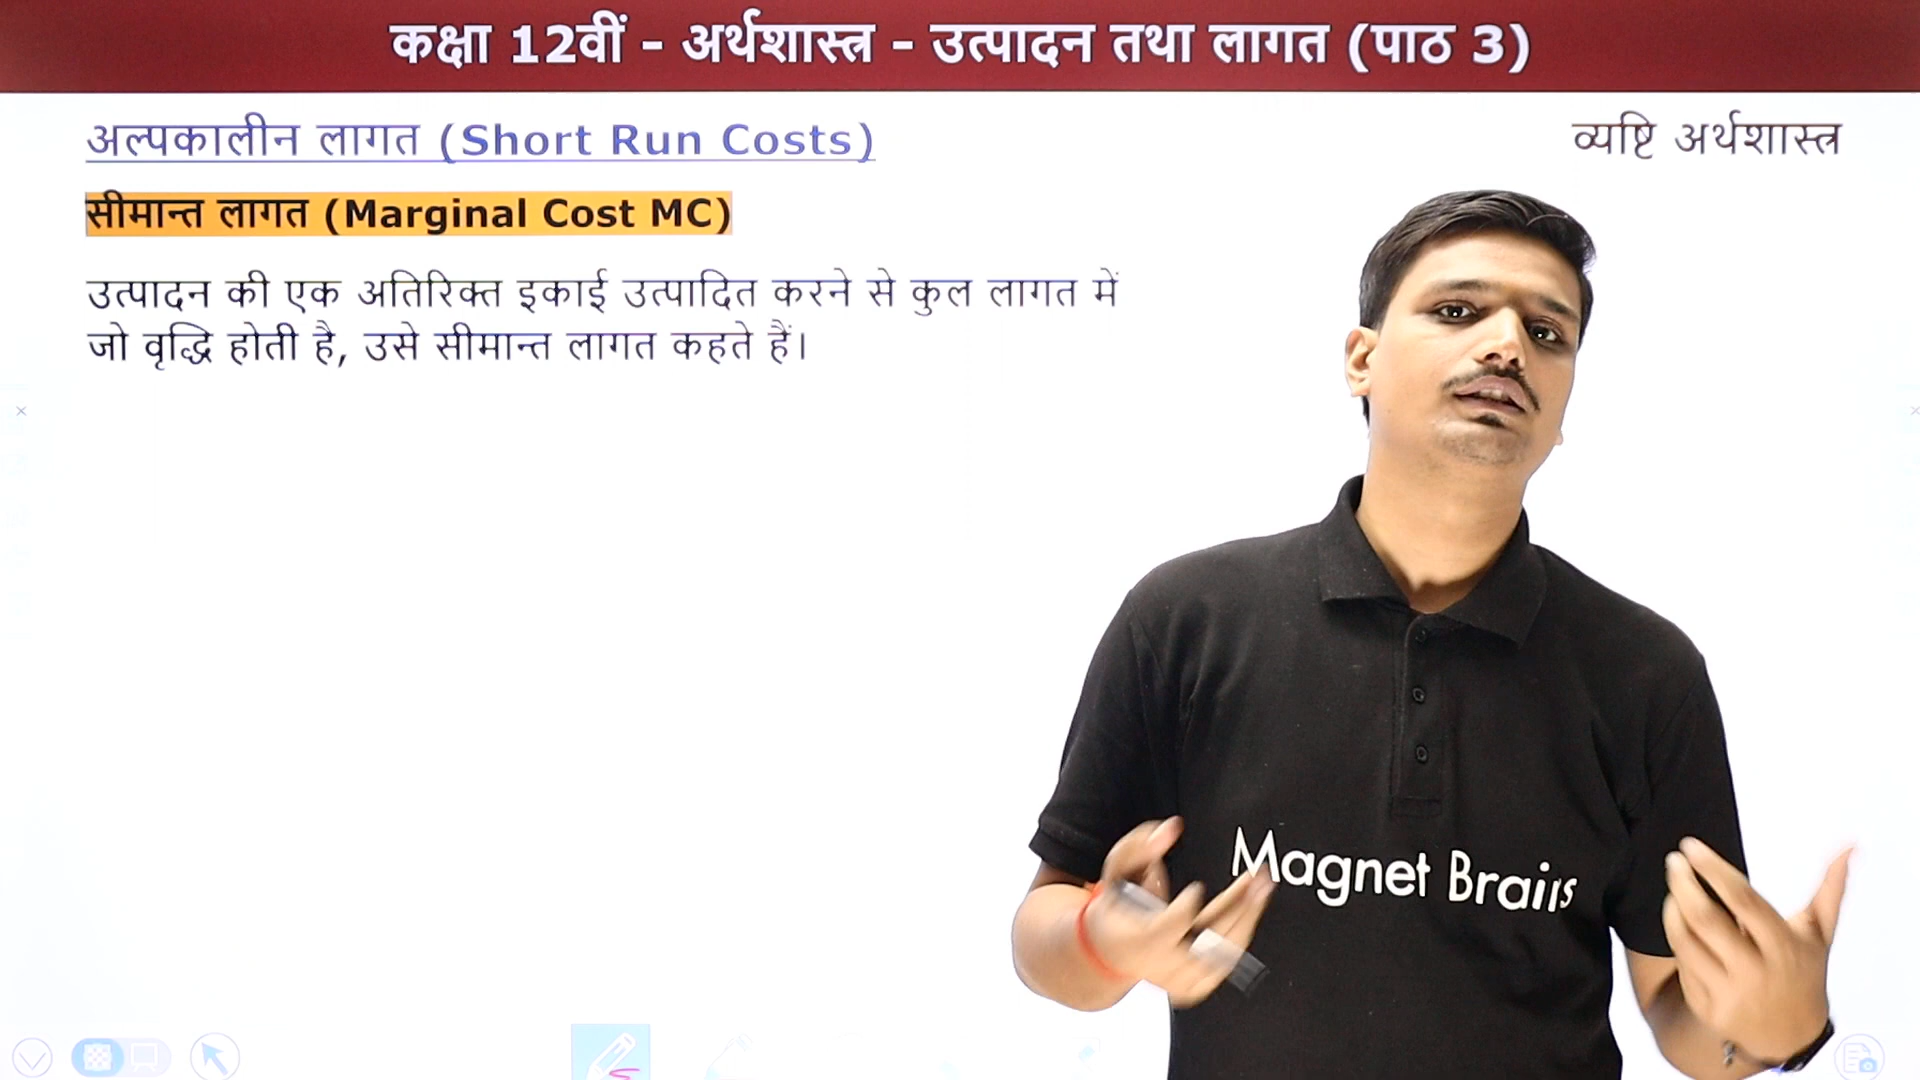 कक्षा 12वीं - अर्थशास्त्र - उत्पादन तथा लागत (पाठ 3)
अल्पकालीन लागत (Short Run Costs)
व्यष्टि अर्थशास्त्र
सीमान्त लागत (Marginal Cost MC)
उत्पादन की एक अतिरिक्त इकाई उत्पादित करने से कुल लागत में
जो वृद्धि होती है, उसे सीमान्त लागत कहते हैं।
Magnet Brains